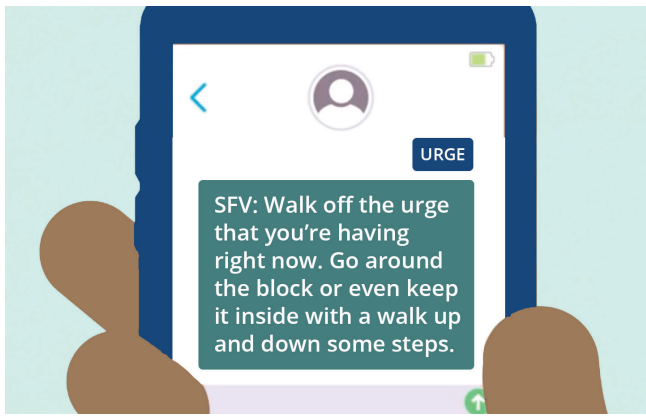 URGE
SFV: Walk off the urge
that you're having
right now. Go around
the block or even keep
it inside with a walk up
and down some steps.